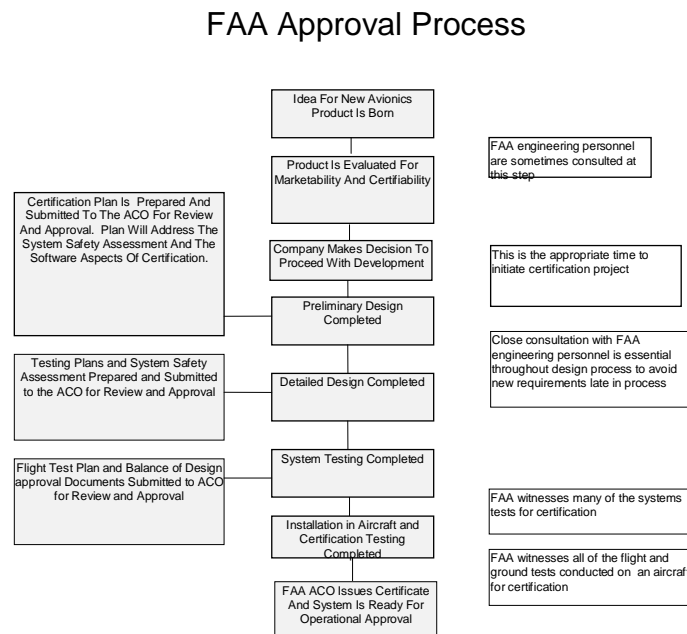 FAA Approval Process
Idea For New Avionics
Product Is Born
FAA engineering personnel
are sometimes consulted at
this step
Product Is Evaluated For
Marketability And Certifiability
Certification Plan Is Prepared And
Submitted To The ACO For Review
And Approval. Plan Will Address The
System Safety Assessment And The
Software Aspects Of Certification.
Company Makes Decision To
Proceed With Development
This is the appropriate time to
initiate certification project
Preliminary Design
Completed
Close consultation with FAA
engineering personnel is essential
throughout design process to avoid
new requirements late in process
Testing Plans and System Safety
Assessment Prepared and Submitted
to the ACO for Review and Approval
Detailed Design Completed
System Testing Completed
Flight Test Plan and Balance of Design
approval Documents Submitted to ACO
for Review and Approval
FAA witnesses many of the systems
tests for certification
Installation in Aircraft and
Certification Testing
Completed
FAA witnesses all of the flight and
ground tests conducted on an aircraft
for certification
FAA ACO Issues Certificate
And System Is Ready For
Operational Approval